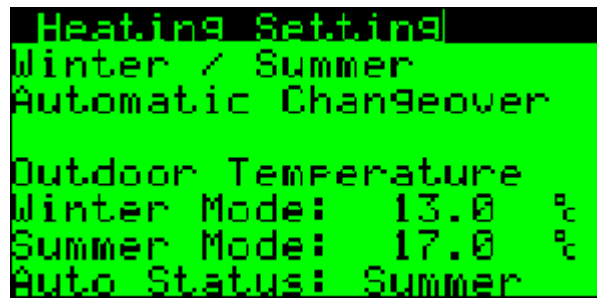 Heating Setting
Winter / Summer
Automatic Changeover
Outdoor Temperature
Winter Mode: 13.0 °C
Summer Mode: 17.0 °C
Auto Status: Summer